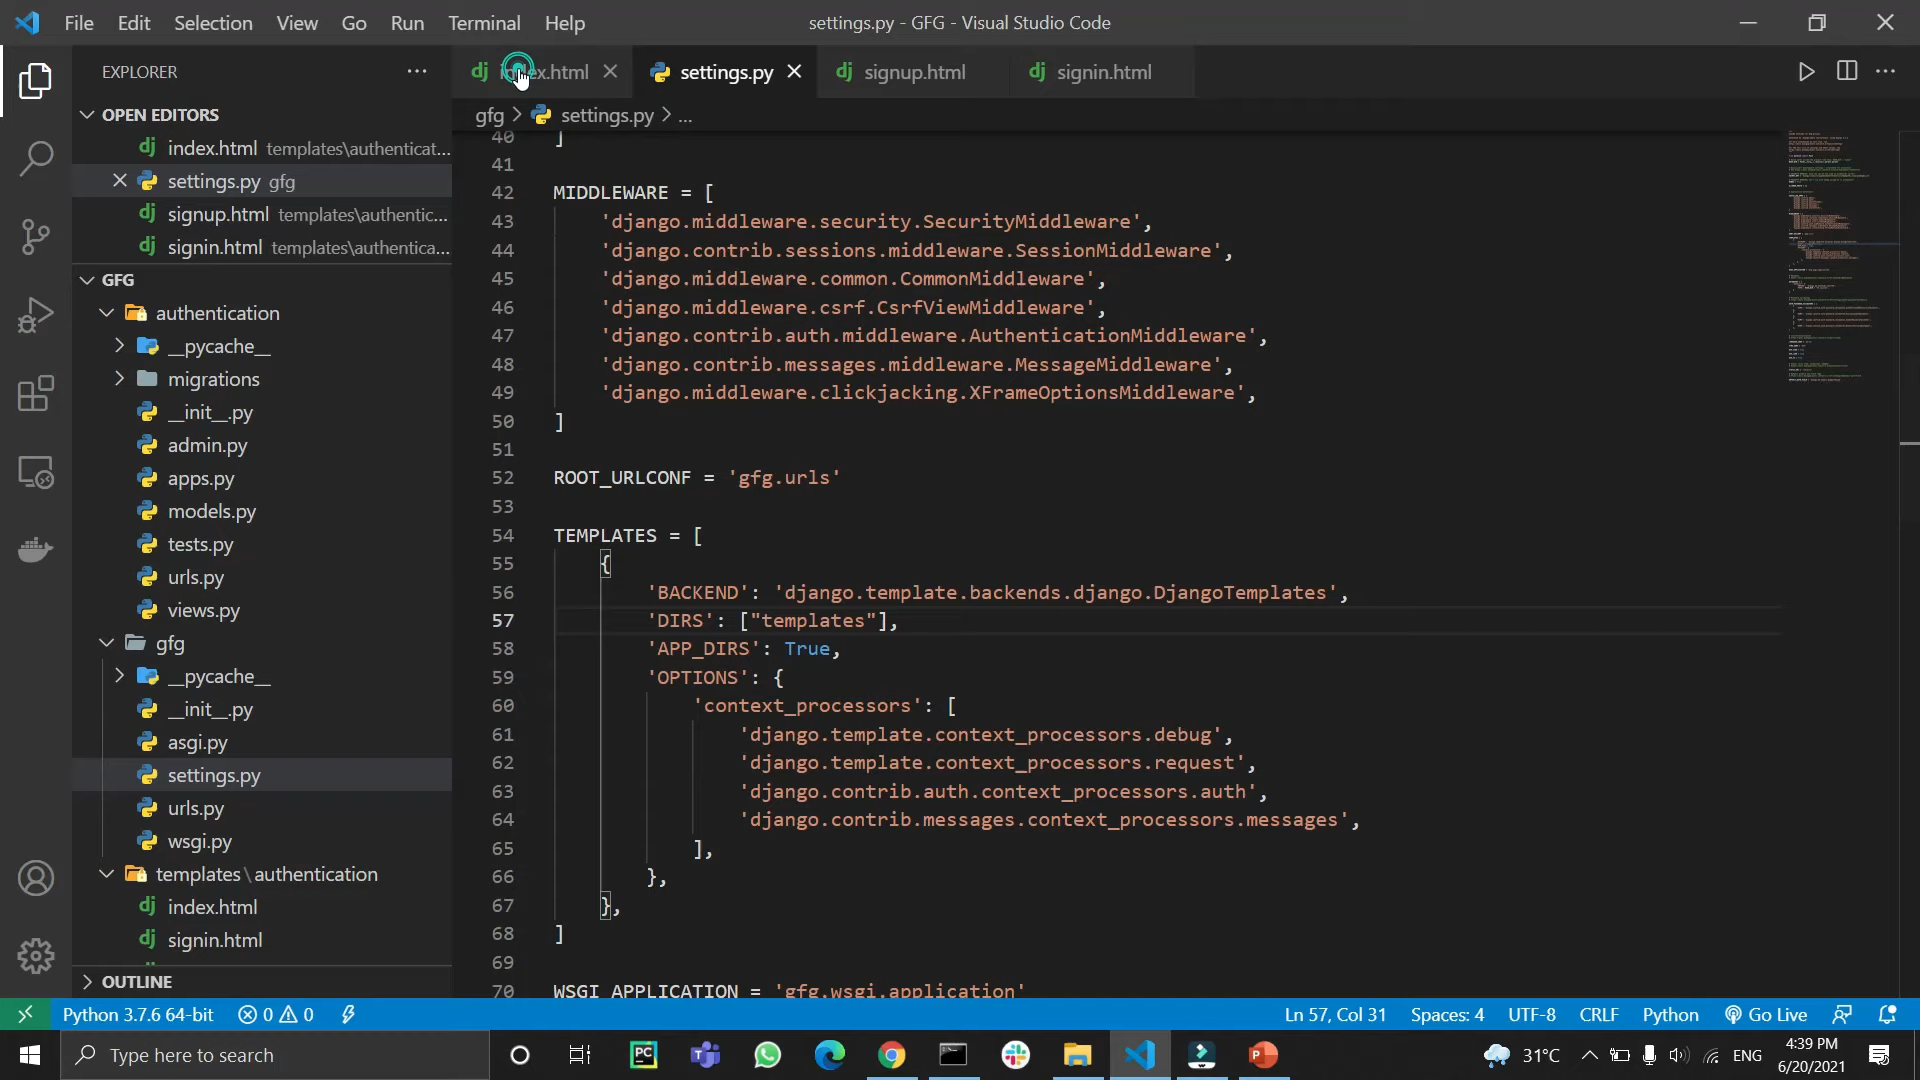 File Edit Selection View Go Run Terminal Help
settings.py - GFG - Visual Studio Code
EXPLORER
index.html
settings.py
signup.html
signin.html
OPEN EDITORS
index.html templates\authenticat...
settings.py gfg
signup.html templates\authentic...
signin.html templates\authentica...
GFG
authentication
__pycache__
migrations
__init__.py
admin.py
apps.py
models.py
tests.py
urls.py
views.py
gfg
__pycache__
__init__.py
asgi.py
settings.py
urls.py
wsgi.py
templates\authentication
index.html
signin.html
OUTLINE
gfg > settings.py > ...
40 ]
41
42 MIDDLEWARE = [
43 'django.middleware.security.SecurityMiddleware',
44 'django.contrib.sessions.middleware.SessionMiddleware',
45 'django.middleware.common.CommonMiddleware',
46 'django.middleware.csrf.CsrfViewMiddleware',
47 'django.contrib.auth.middleware.AuthenticationMiddleware',
48 'django.contrib.messages.middleware.MessageMiddleware',
49 'django.middleware.clickjacking.XFrameOptionsMiddleware',
50 ]
51
52 ROOT_URLCONF = 'gfg.urls'
53
54 TEMPLATES = [
55 {
56 'BACKEND': 'django.template.backends.django.DjangoTemplates',
57 'DIRS': ["templates"],
58 'APP_DIRS': True,
59 'OPTIONS': {
60 'context_processors': [
61 'django.template.context_processors.debug',
62 'django.template.context_processors.request',
63 'django.contrib.auth.context_processors.auth',
64 'django.contrib.messages.context_processors.messages',
65 ],
66 },
67 },
68 ]
69
70 WSGI_APPLICATION = 'gfg.wsgi.application'
Python 3.7.6 64-bit 0 0 Ln 57, Col 31 Spaces: 4 UTF-8 CRLF Python Go Live
Type here to search
31°C ENG
4:39 PM
6/20/2021